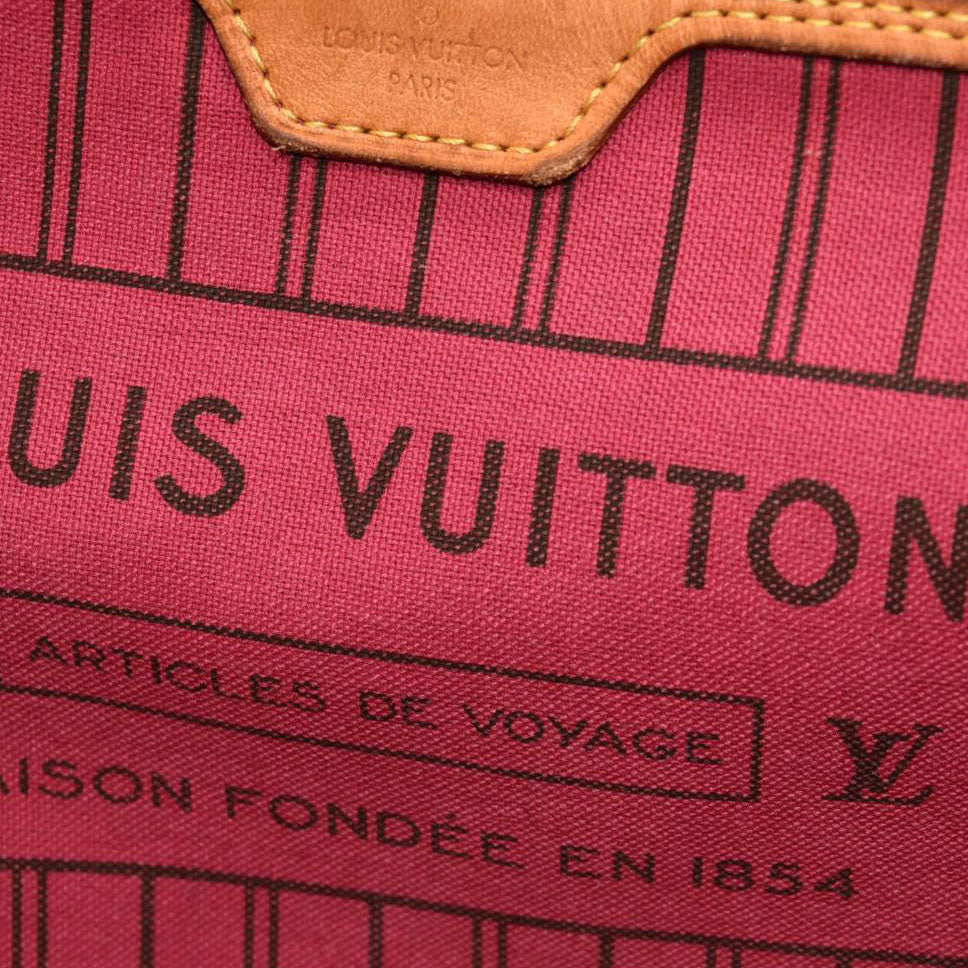 LOUIS VUITTON
PARIS
UIS VUITTON
ARTICLES DE VOYAGE
LV
AISON FONDÉE EN 1854